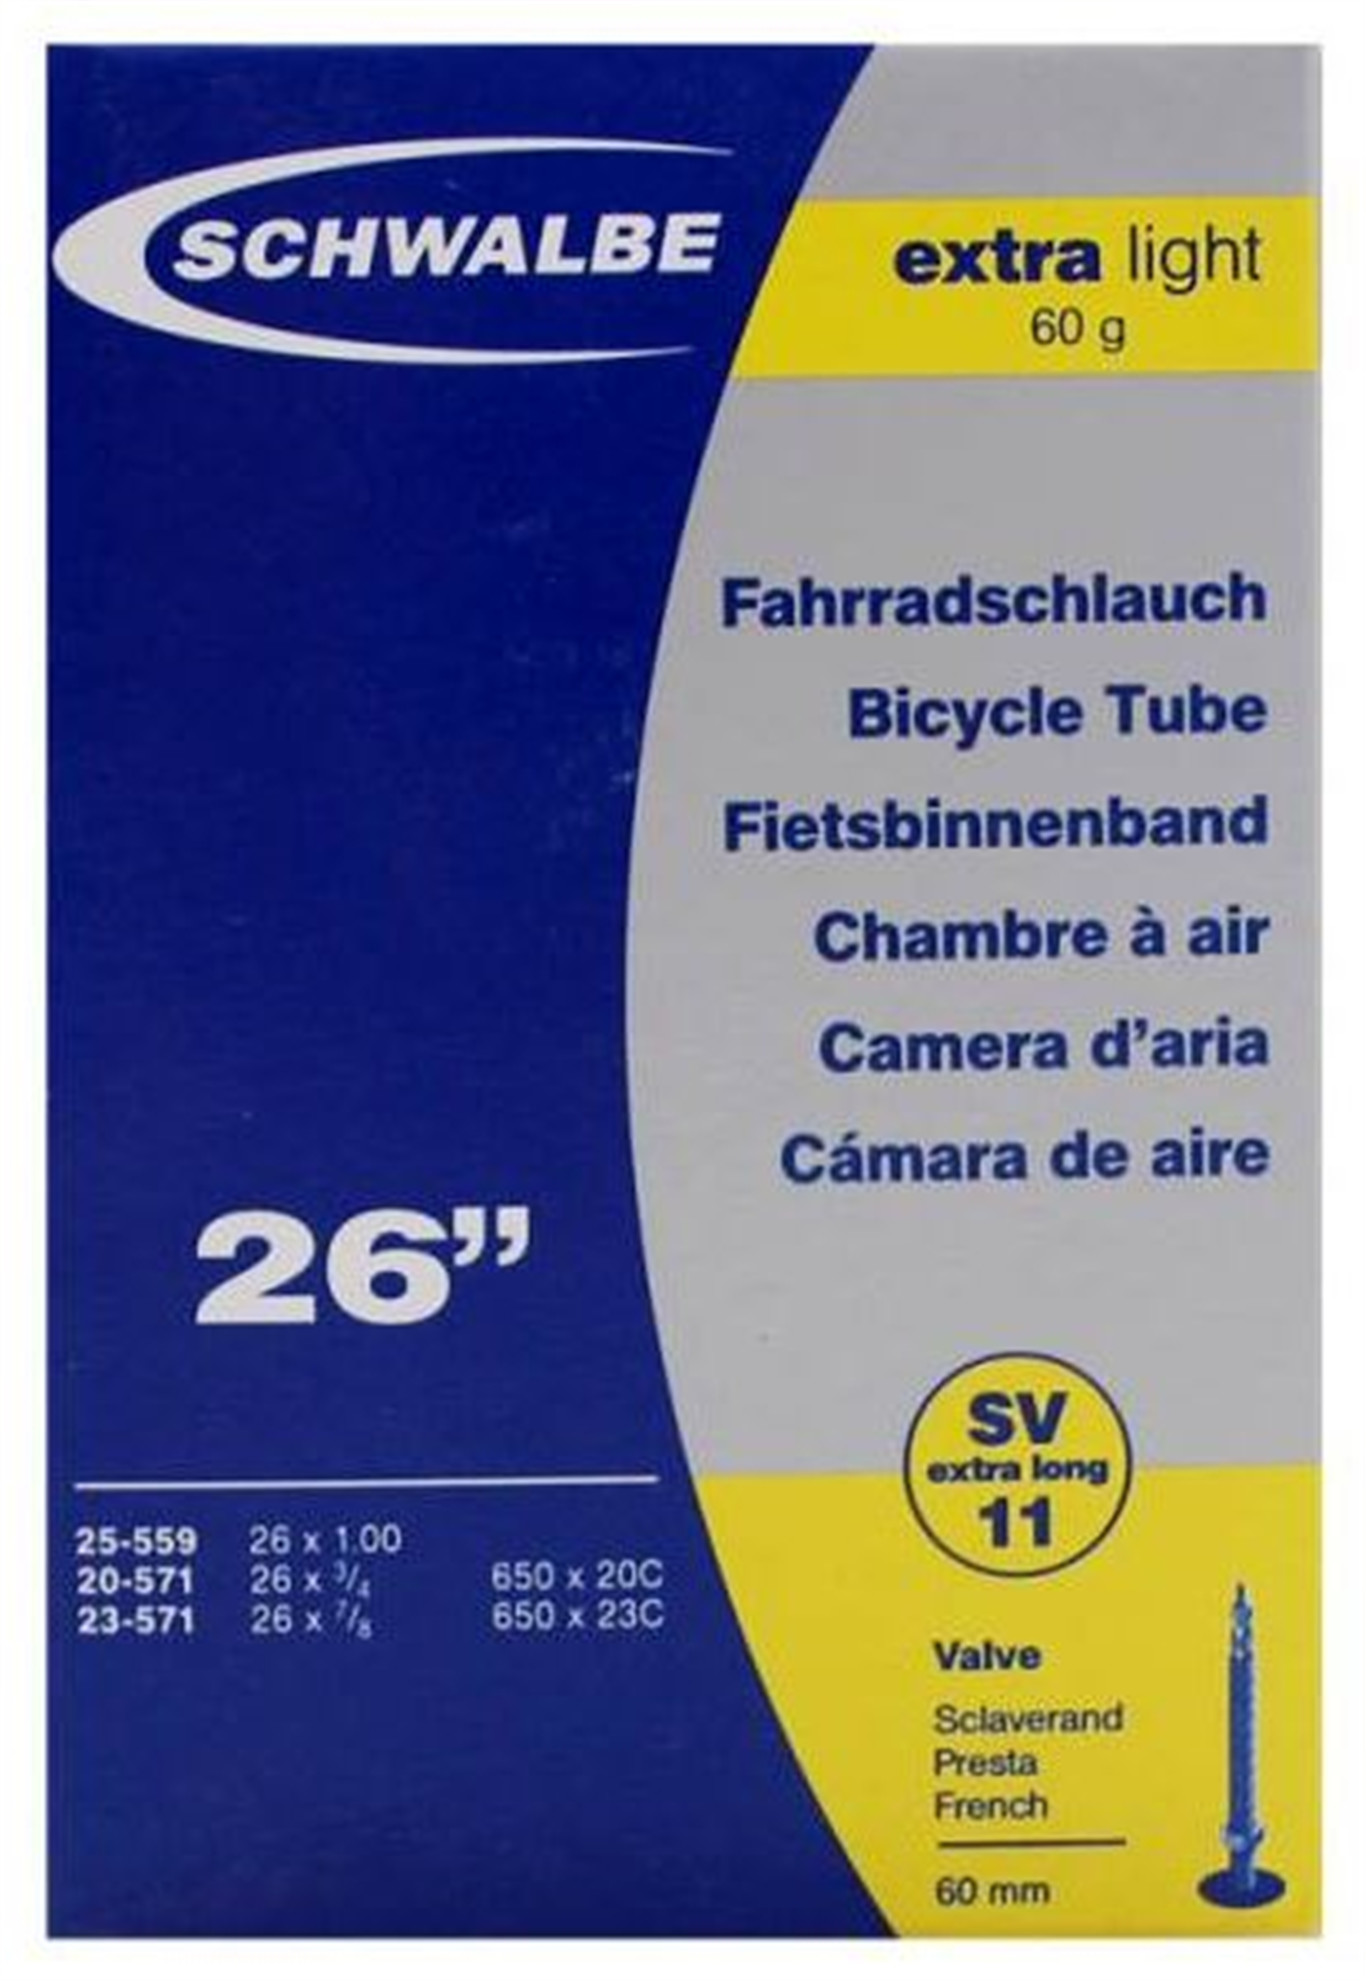 SCHWALBE
extra light
60 g
Fahrradschlauch
Bicycle Tube
Fietsbinnenband
Chambre à air
Camera d’aria
Cámara de aire
26”
25-559 26 x 1.00
20-571 26 x 3/4 650 x 20C
23-571 26 x 7/8 650 x 23C
SV
extra long
11
Valve
Sclaverand
Presta
French
60 mm